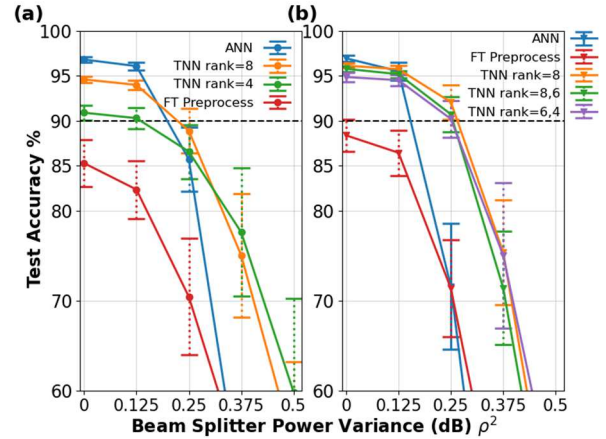 (a)
(b)
ANN
TNN rank=8
TNN rank=4
FT Preprocess
ANN
FT Preprocess
TNN rank=8
TNN rank=8,6
TNN rank=6,4
Test Accuracy %
100
95
90
85
80
70
60
100
95
90
85
80
70
60
0 0.125 0.25 0.375 0.5
0 0.125 0.25 0.375 0.5
Beam Splitter Power Variance (dB) ρ²